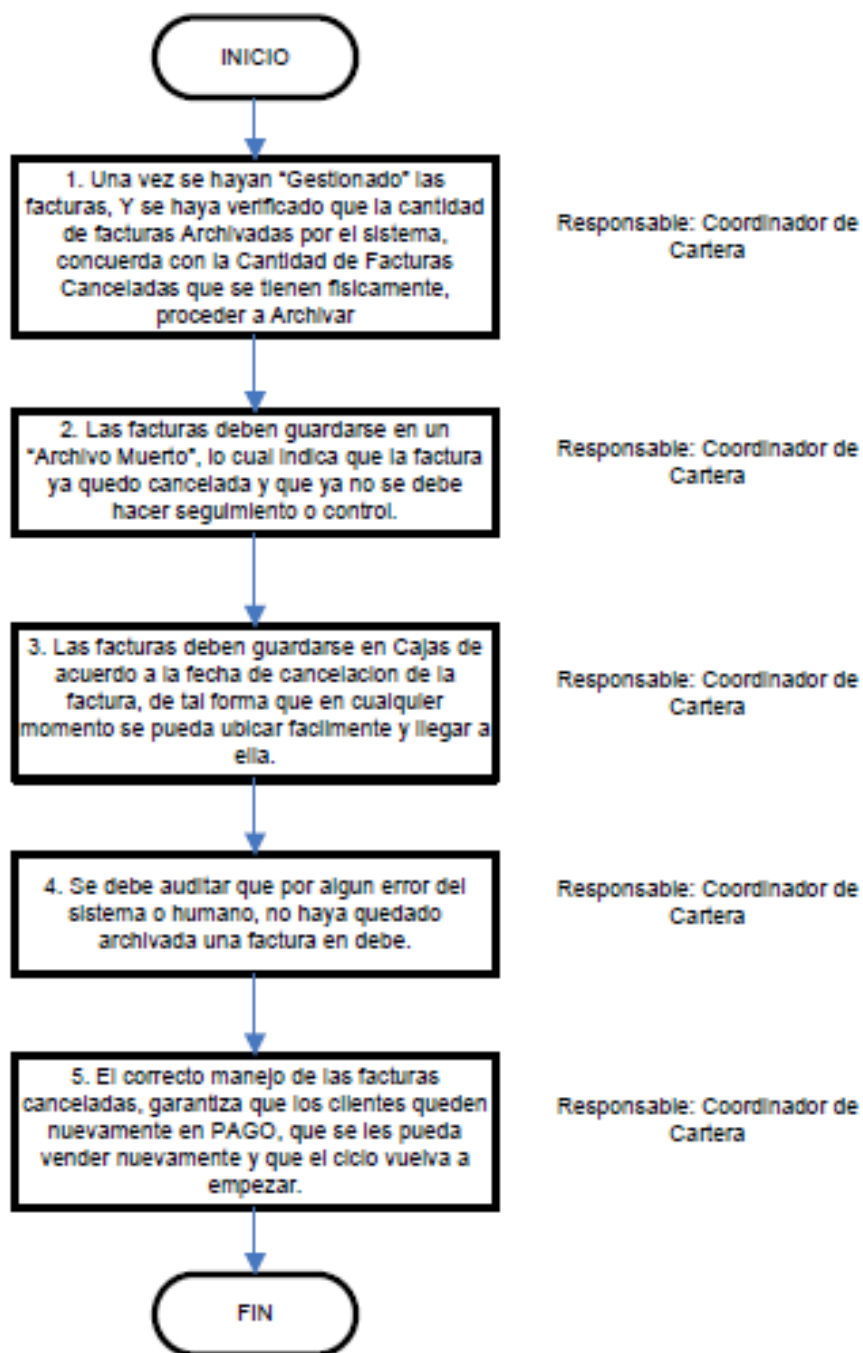 INICIO
1. Una vez se hayan “Gestionado” las
facturas, Y se haya verificado que la cantidad
de facturas Archivadas por el sistema,
concuerda con la Cantidad de Facturas
Canceladas que se tienen fisicamente,
proceder a Archivar
Responsable: Coordinador de
Cartera
2. Las facturas deben guardarse en un
“Archivo Muerto”, lo cual indica que la factura
ya quedo cancelada y que ya no se debe
hacer seguimiento o control.
Responsable: Coordinador de
Cartera
3. Las facturas deben guardarse en Cajas de
acuerdo a la fecha de cancelacion de la
factura, de tal forma que en cualquier
momento se pueda ubicar facilmente y llegar a
ella.
Responsable: Coordinador de
Cartera
4. Se debe auditar que por algun error del
sistema o humano, no haya quedado
archivada una factura en debe.
Responsable: Coordinador de
Cartera
5. El correcto manejo de las facturas
canceladas, garantiza que los clientes queden
nuevamente en PAGO, que se les pueda
vender nuevamente y que el ciclo vuelva a
empezar.
Responsable: Coordinador de
Cartera
FIN